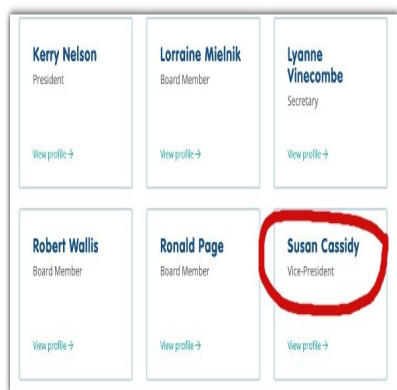 Kerry Nelson
President
View profile →
Lorraine Mielnik
Board Member
View profile →
Lyanne
Vinecombe
Secretary
View profile →
Robert Wallis
Board Member
View profile →
Ronald Page
Board Member
View profile →
Susan Cassidy
Vice-President
View profile →